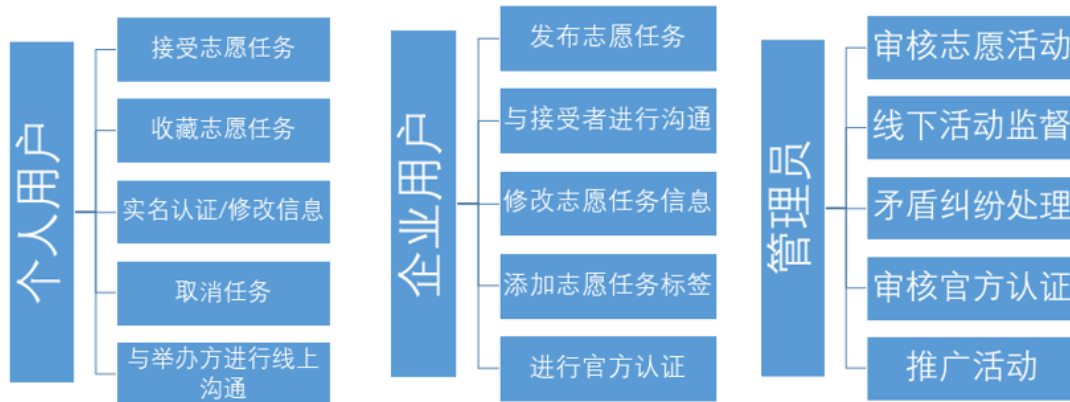 个人用户
接受志愿任务
收藏志愿任务
实名认证/修改信息
取消任务
与举办方进行线上
沟通
企业用户
发布志愿任务
与接受者进行沟通
修改志愿任务信息
添加志愿任务标签
进行官方认证
管理员
审核志愿活动
线下活动监督
矛盾纠纷处理
审核官方认证
推广活动